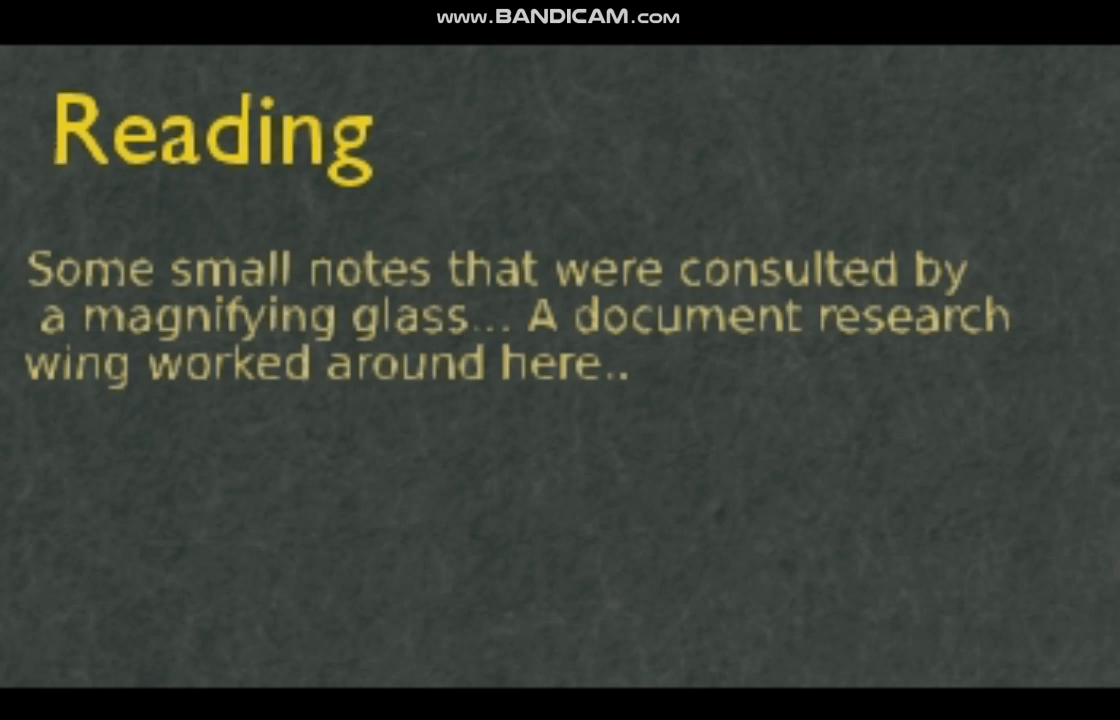 www.BANDICAM.com
Reading
Some small notes that were consulted by
a magnifying glass... A document research
wing worked around here..